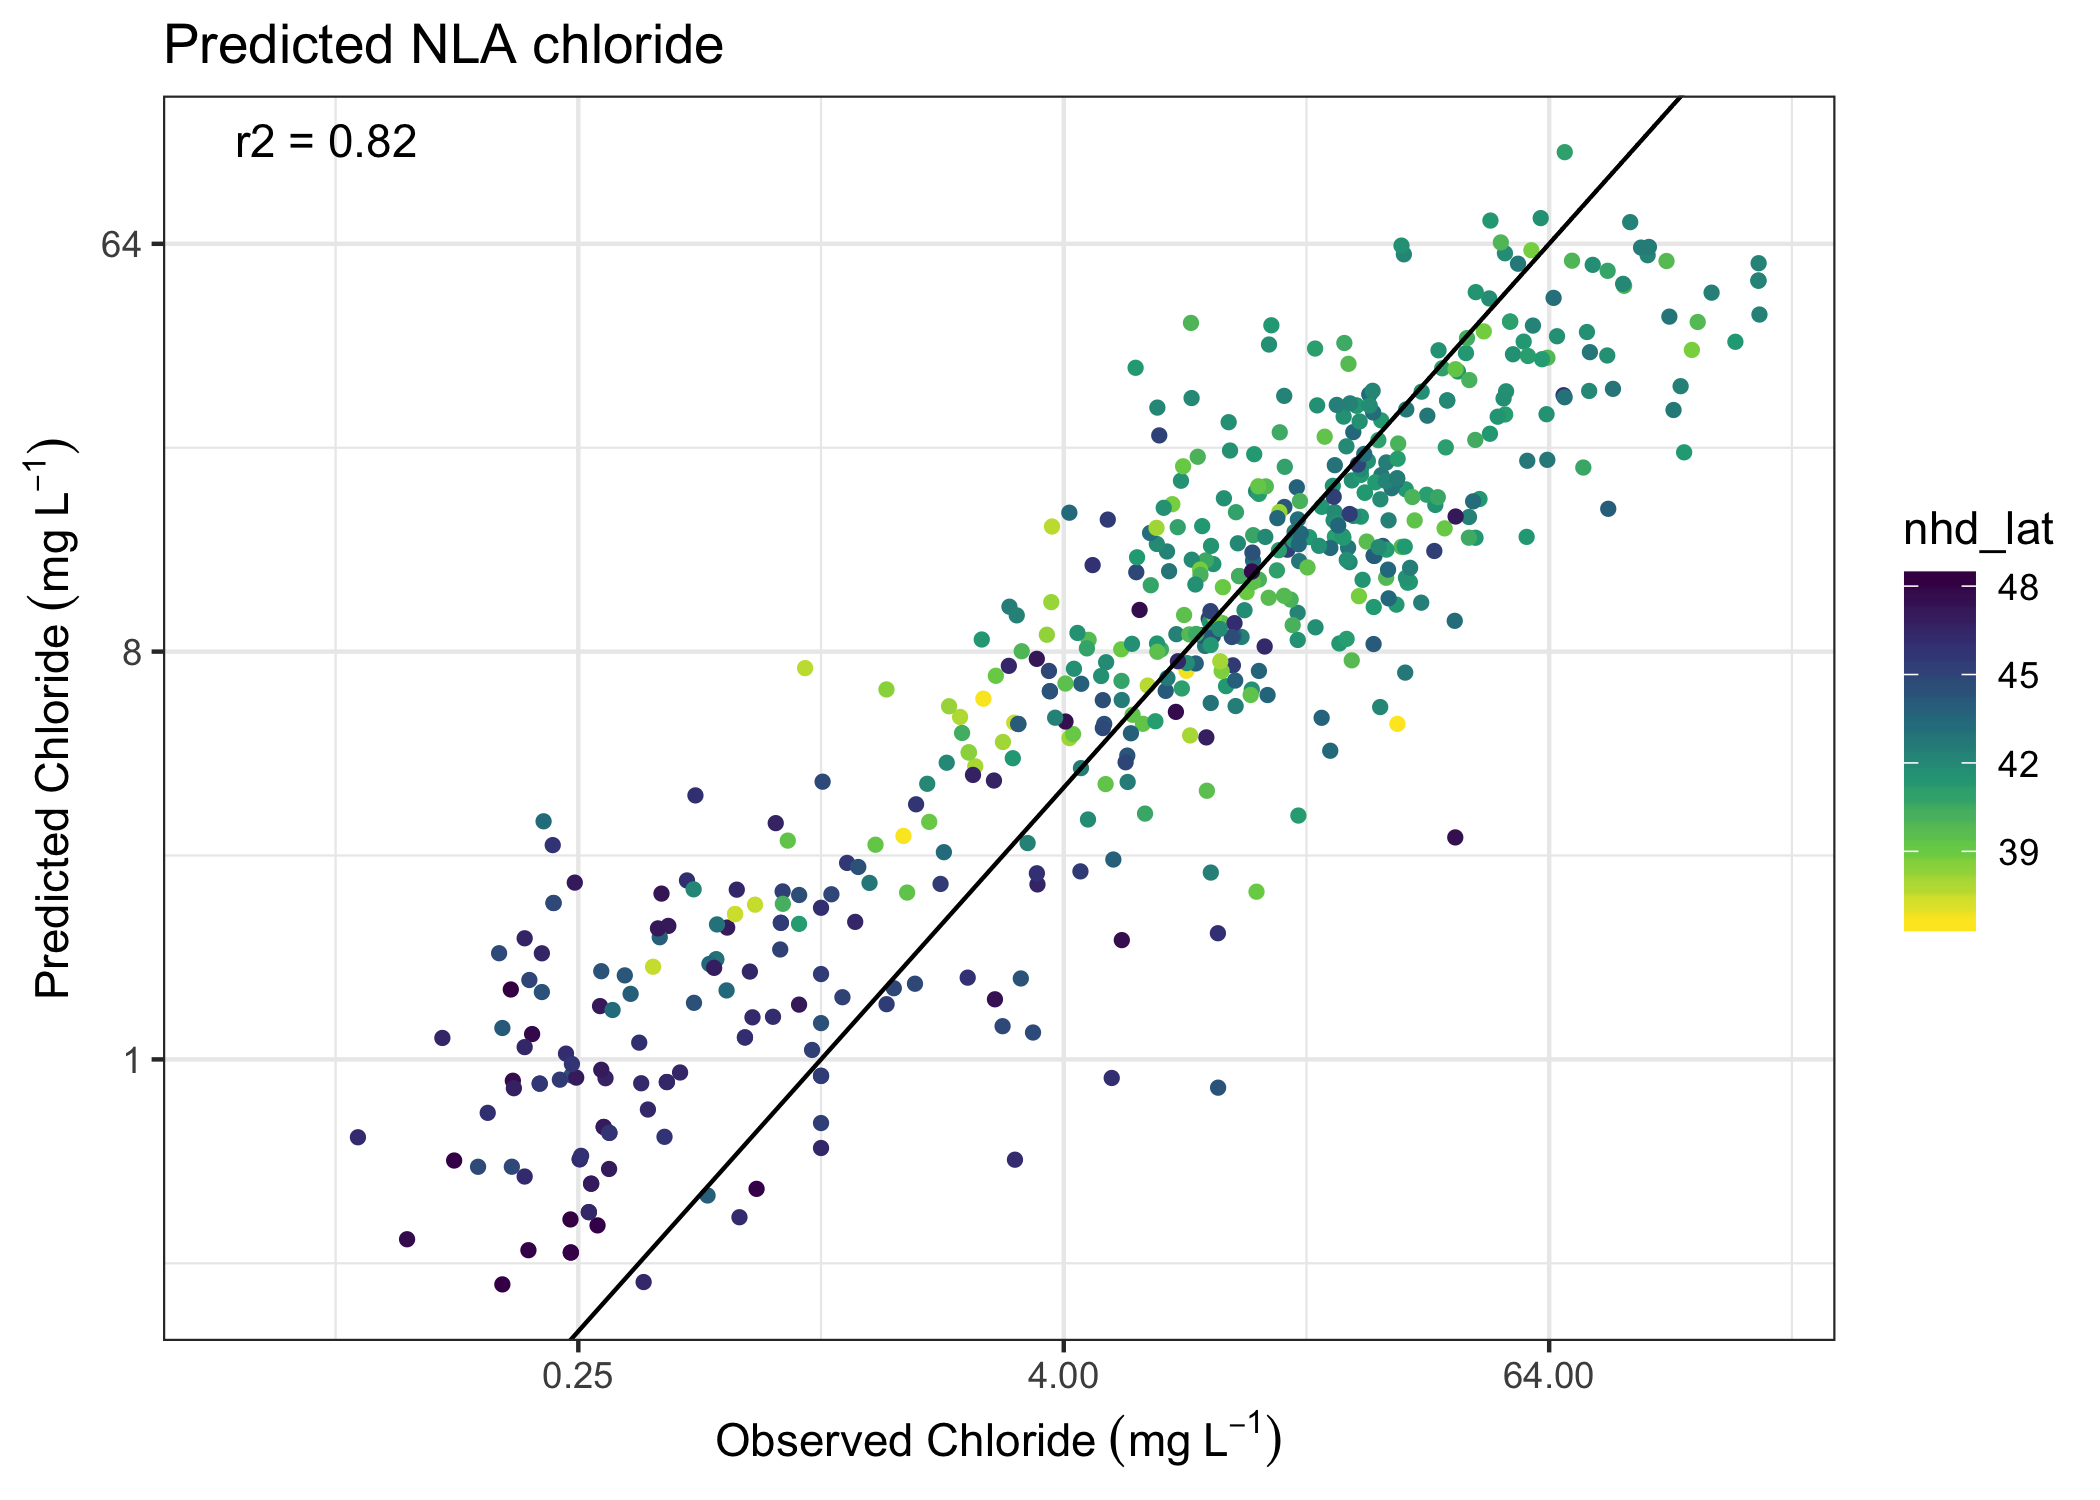 Predicted NLA chloride
r2 = 0.82
64
8
1
Predicted Chloride (mg L⁻¹)
0.25 4.00 64.00
Observed Chloride (mg L⁻¹)
nhd_lat
48
45
42
39